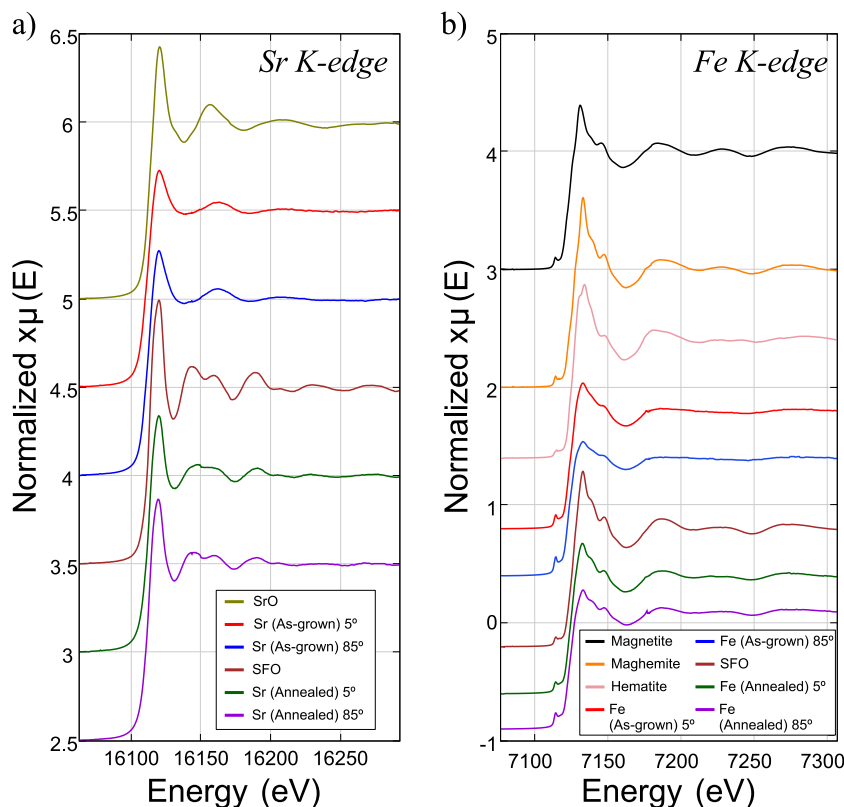 a)
Sr K-edge
6.5
6
5.5
5
4.5
4
3.5
3
2.5
Normalized xμ (E)
16100
16150
16200
16250
Energy (eV)
SrO
Sr (As-grown) 5º
Sr (As-grown) 85º
SFO
Sr (Annealed) 5º
Sr (Annealed) 85º
b)
Fe K-edge
5
4
3
2
1
0
-1
Normalized xμ (E)
7100
7150
7200
7250
7300
Energy (eV)
Magnetite
Maghemite
Hematite
Fe
(As-grown) 5º
Fe (As-grown) 85º
SFO
Fe (Annealed) 5º
Fe
(Annealed) 85º